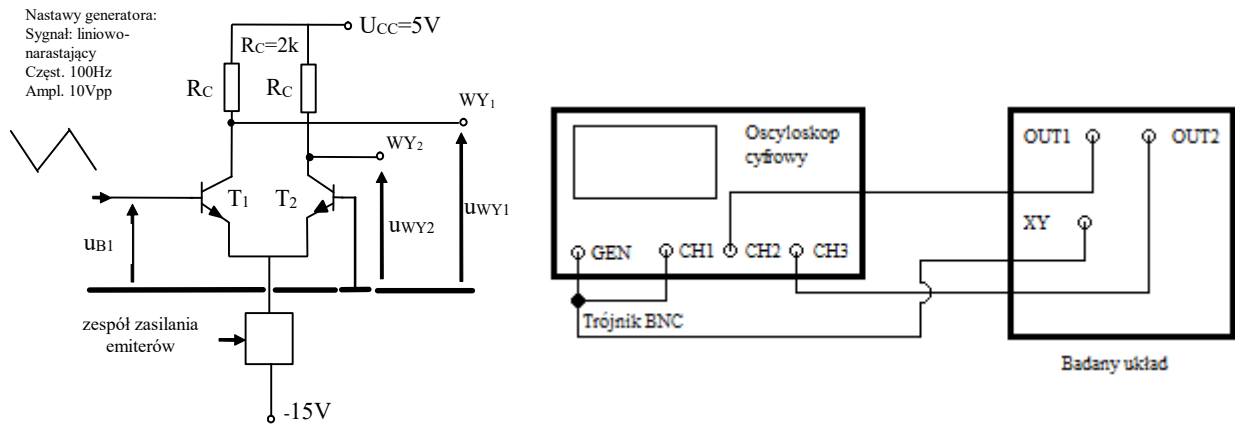 Nastawy generatora:
Sygnał: liniowo-
narastający
Częst. 100Hz
Ampl. 10Vpp
UCC=5V
RC=2k
RC
RC
WY1
WY2
T1
T2
uB1
uWY2
uWY1
zespół zasilania
emiterów
-15V
Oscyloskop
cyfrowy
GEN
CH1
CH2
CH3
Trójnik BNC
OUT1
OUT2
XY
Badany układ